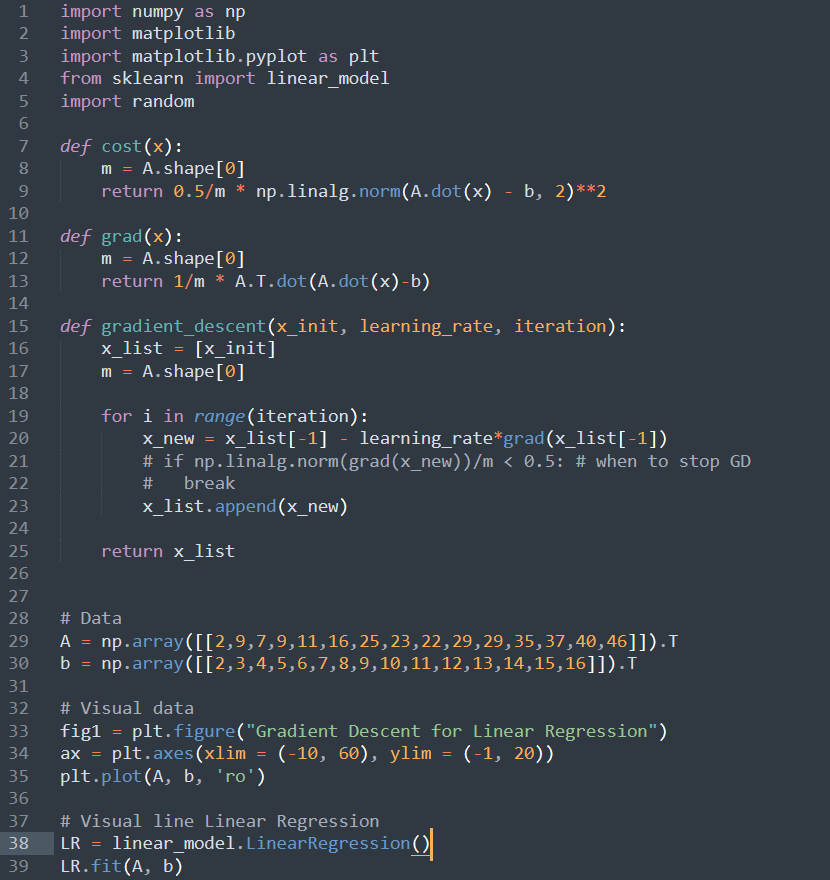 1 import numpy as np
2 import matplotlib
3 import matplotlib.pyplot as plt
4 from sklearn import linear_model
5 import random
6
7 def cost(x):
8     m = A.shape[0]
9     return 0.5/m * np.linalg.norm(A.dot(x) - b, 2)**2
10
11 def grad(x):
12     m = A.shape[0]
13     return 1/m * A.T.dot(A.dot(x)-b)
14
15 def gradient_descent(x_init, learning_rate, iteration):
16     x_list = [x_init]
17     m = A.shape[0]
18
19     for i in range(iteration):
20         x_new = x_list[-1] - learning_rate*grad(x_list[-1])
21         # if np.linalg.norm(grad(x_new))/m < 0.5: # when to stop GD
22         #   break
23         x_list.append(x_new)
24
25     return x_list
26
27
28 # Data
29 A = np.array([[2,9,7,9,11,16,25,23,22,29,29,35,37,40,46]]).T
30 b = np.array([[2,3,4,5,6,7,8,9,10,11,12,13,14,15,16]]).T
31
32 # Visual data
33 fig1 = plt.figure("Gradient Descent for Linear Regression")
34 ax = plt.axes(xlim = (-10, 60), ylim = (-1, 20))
35 plt.plot(A, b, 'ro')
36
37 # Visual line Linear Regression
38 LR = linear_model.LinearRegression()
39 LR.fit(A, b)